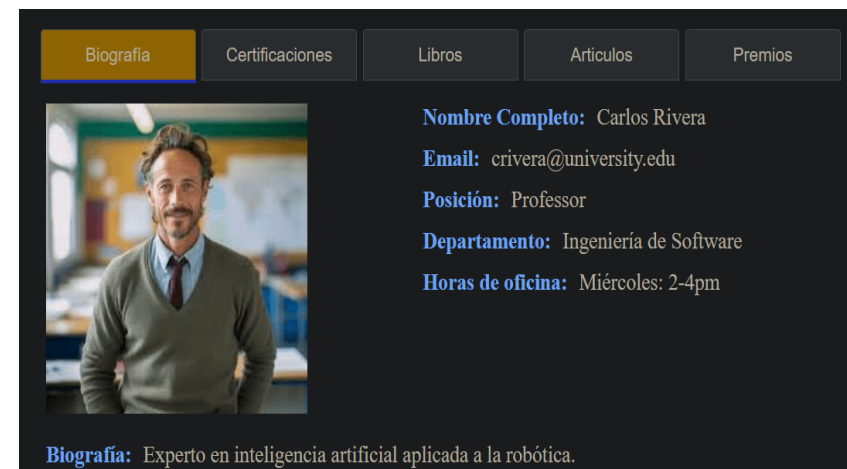 Biografía
Certificaciones
Libros
Articulos
Premios
Nombre Completo: Carlos Rivera
Email: crivera@university.edu
Posición: Professor
Departamento: Ingeniería de Software
Horas de oficina: Miércoles: 2-4pm
Biografía: Experto en inteligencia artificial aplicada a la robótica.